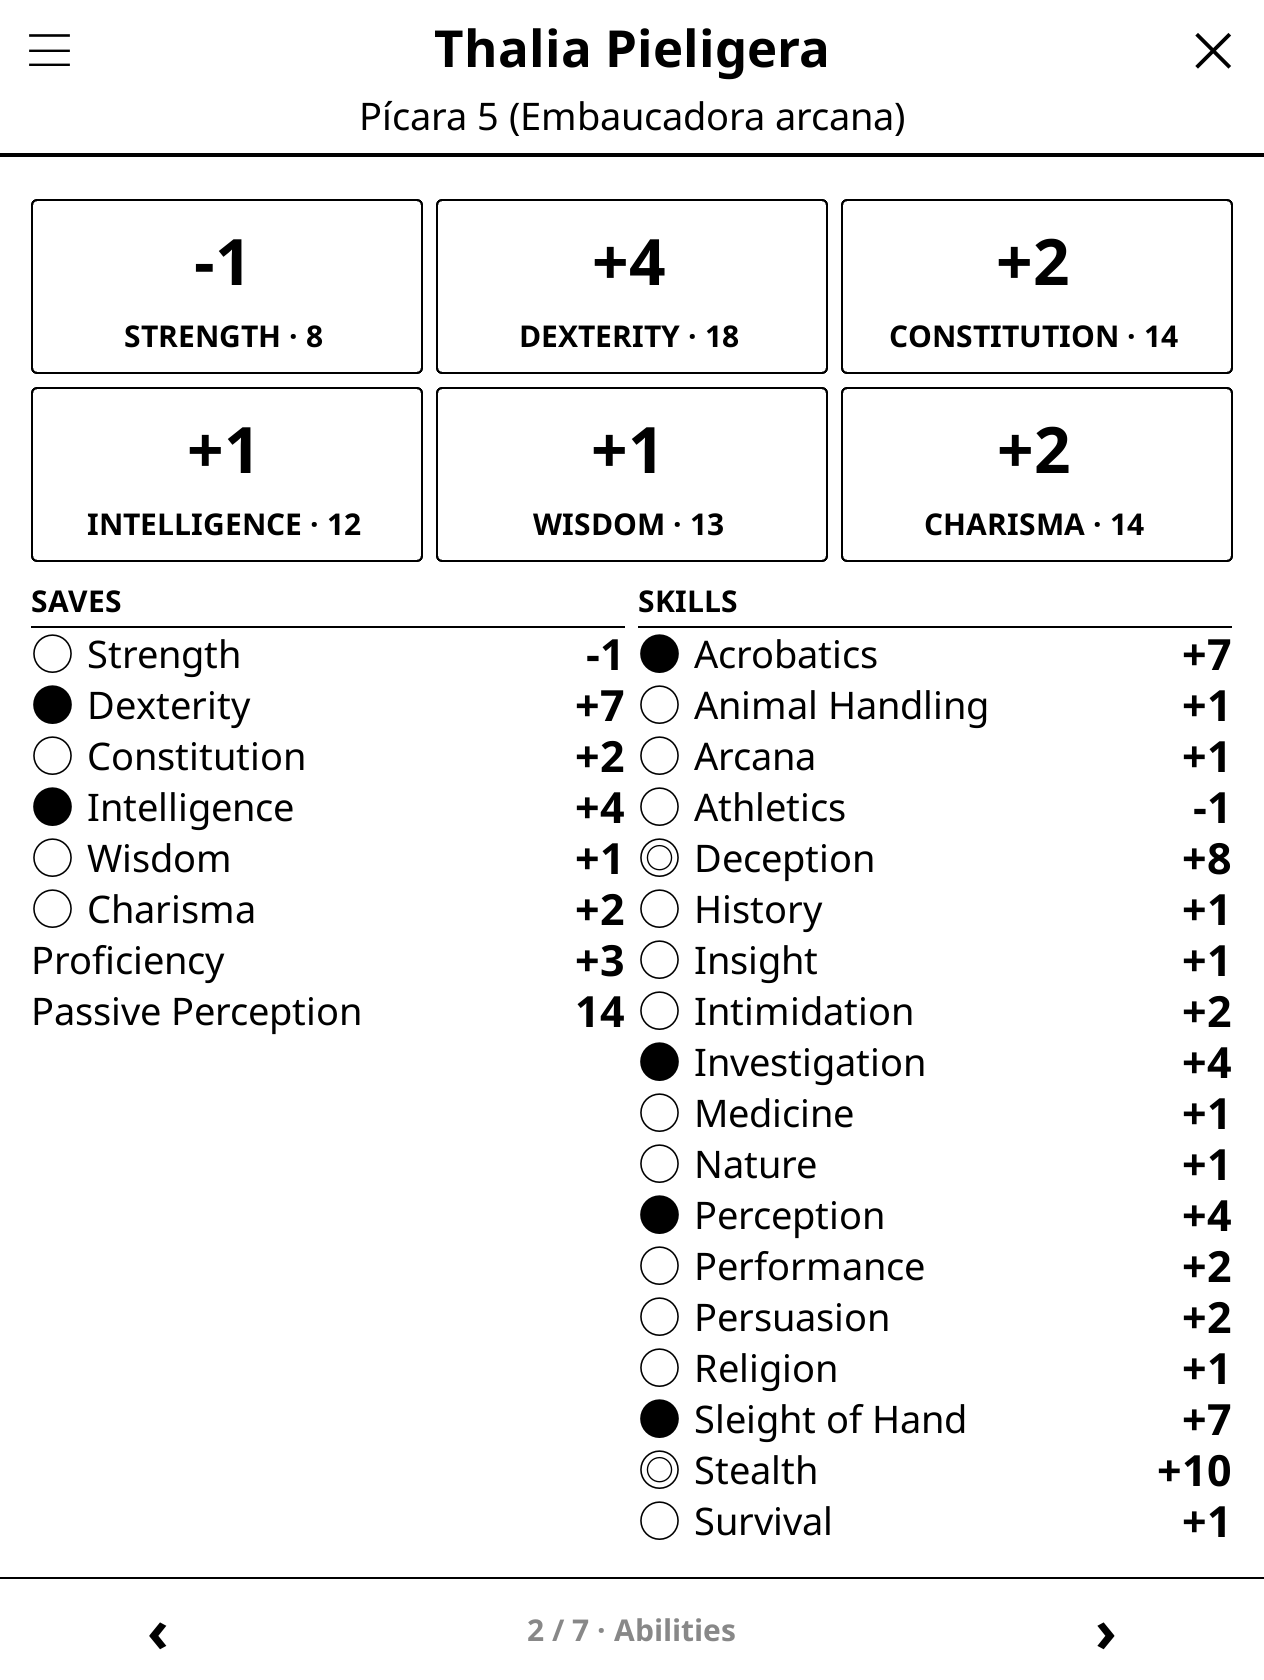 Thalia Pieligera
Pícara 5 (Embaucadora arcana)
-1
STRENGTH · 8
+4
DEXTERITY · 18
+2
CONSTITUTION · 14
+1
INTELLIGENCE · 12
+1
WISDOM · 13
+2
CHARISMA · 14
SAVES
Strength -1
Dexterity +7
Constitution +2
Intelligence +4
Wisdom +1
Charisma +2
Proficiency +3
Passive Perception 14
SKILLS
Acrobatics +7
Animal Handling +1
Arcana +1
Athletics -1
Deception +8
History +1
Insight +1
Intimidation +2
Investigation +4
Medicine +1
Nature +1
Perception +4
Performance +2
Persuasion +2
Religion +1
Sleight of Hand +7
Stealth +10
Survival +1
‹ 2 / 7 · Abilities ›